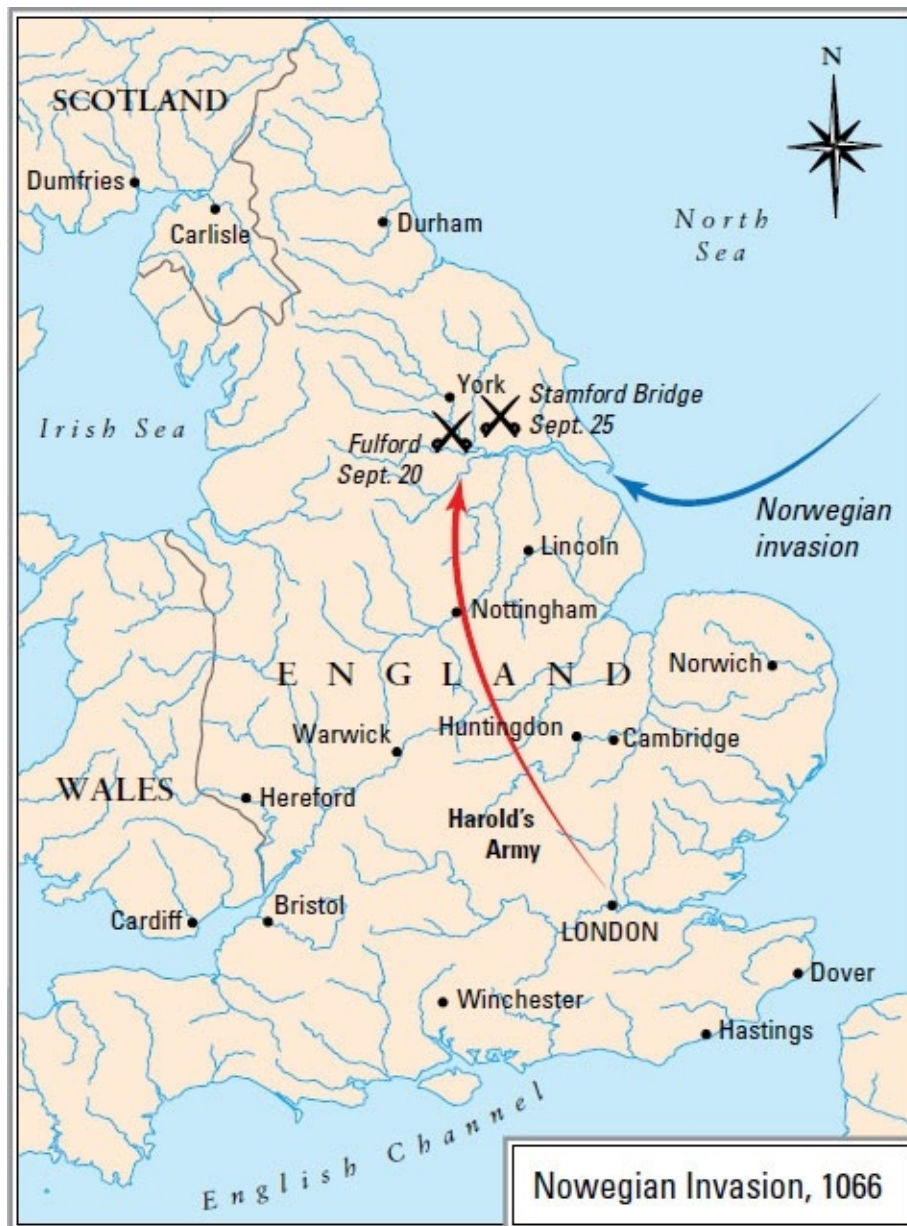 N
SCOTLAND
Dumfries
Carlisle
Durham
North
Sea
York
Stamford Bridge
Sept. 25
Irish Sea
Fulford
Sept. 20
Norwegian
invasion
Lincoln
Nottingham
ENGLAND
Norwich
Huntingdon
Warwick
Cambridge
WALES
Hereford
Harold's
Army
Cardiff
Bristol
LONDON
Dover
Winchester
Hastings
English Channel
Nowegian Invasion, 1066